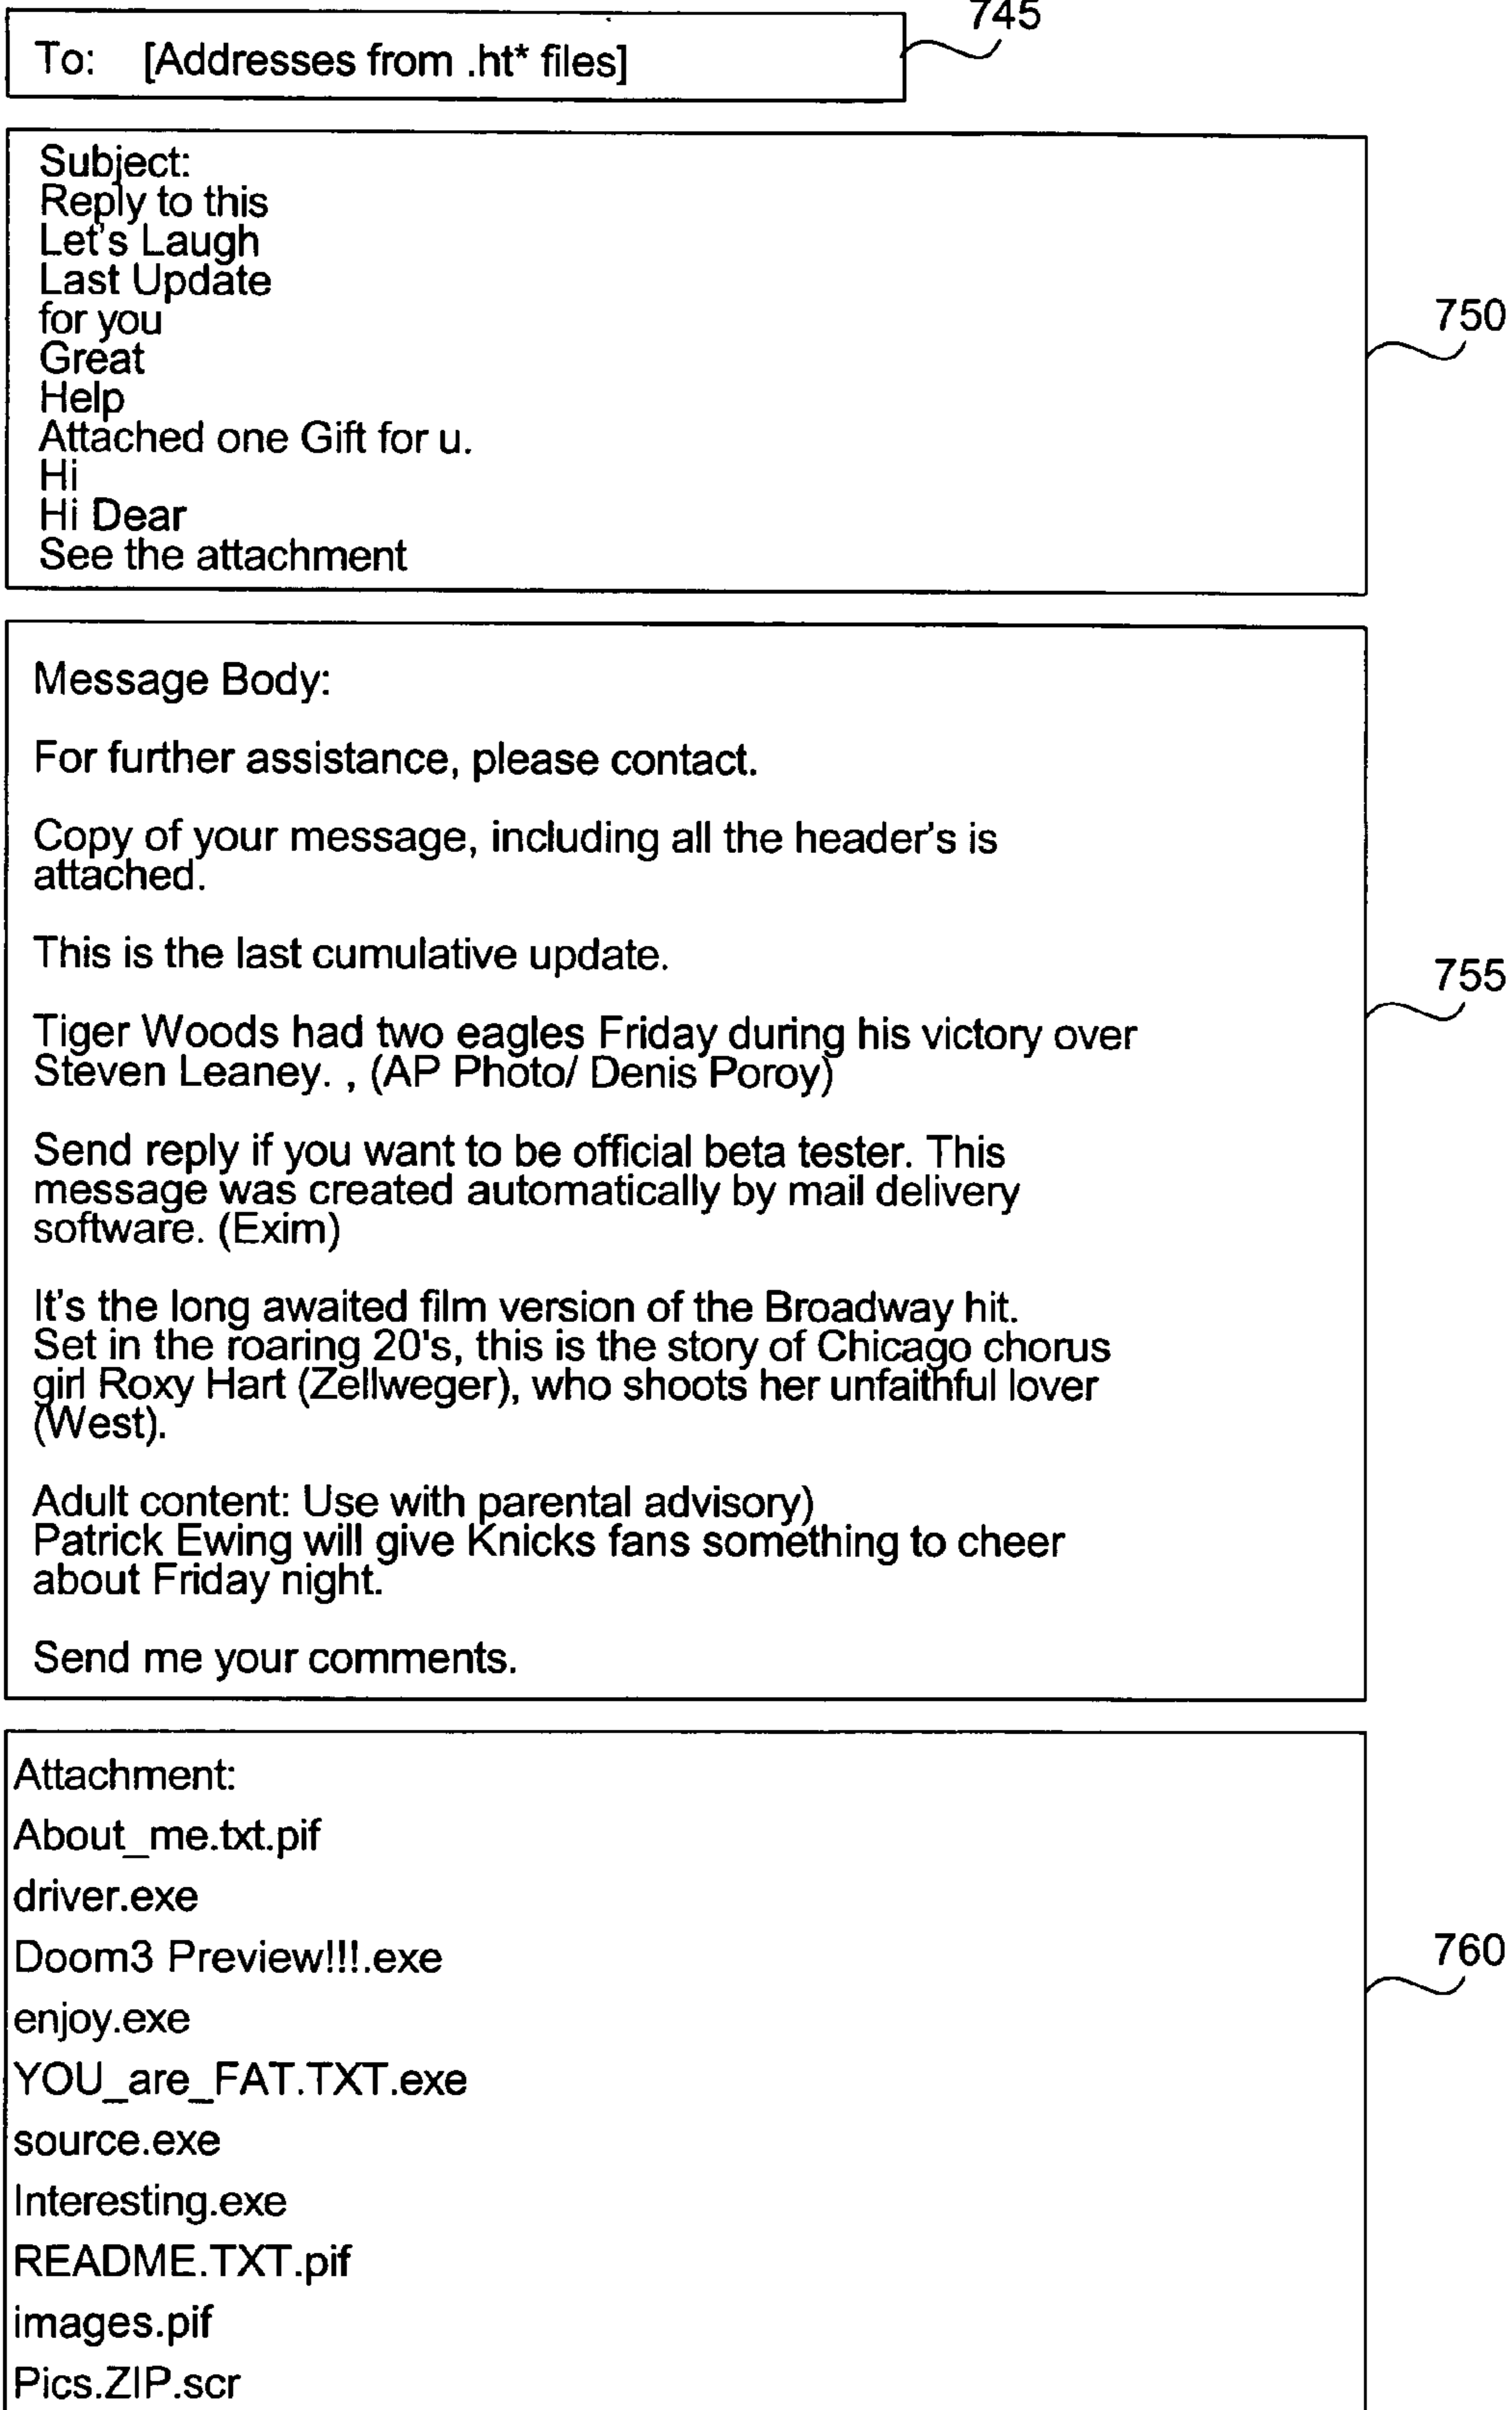 745
To: [Addresses from .ht* files]
Subject:
Reply to this
Let's Laugh
Last Update
for you
Great
Help
Attached one Gift for u.
Hi
Hi Dear
See the attachment
750
Message Body:
For further assistance, please contact.
Copy of your message, including all the header's is
attached.
This is the last cumulative update.
Tiger Woods had two eagles Friday during his victory over
Steven Leaney. , (AP Photo/ Denis Poroy)
Send reply if you want to be official beta tester. This
message was created automatically by mail delivery
software. (Exim)
It's the long awaited film version of the Broadway hit.
Set in the roaring 20's, this is the story of Chicago chorus
girl Roxy Hart (Zellweger), who shoots her unfaithful lover
(West).
Adult content: Use with parental advisory)
Patrick Ewing will give Knicks fans something to cheer
about Friday night.
Send me your comments.
755
Attachment:
About_me.txt.pif
driver.exe
Doom3 Preview!!!.exe
enjoy.exe
YOU_are_FAT.TXT.exe
source.exe
Interesting.exe
README.TXT.pif
images.pif
Pics.ZIP.scr
760